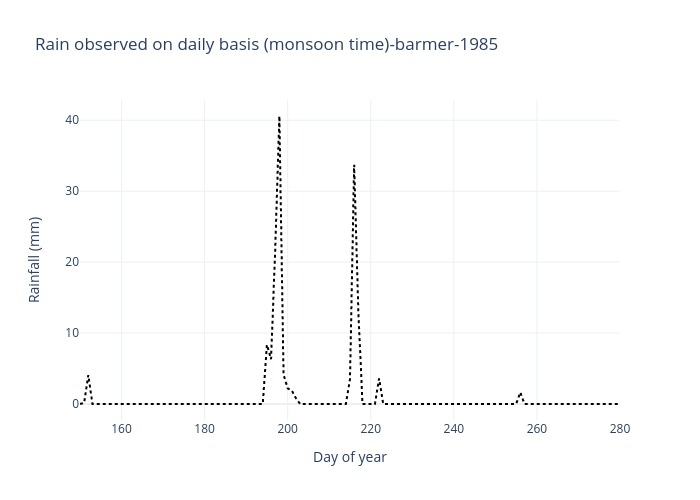 Rain observed on daily basis (monsoon time)-barmer-1985
40
30
20
10
0
Rainfall (mm)
160 180 200 220 240 260 280
Day of year